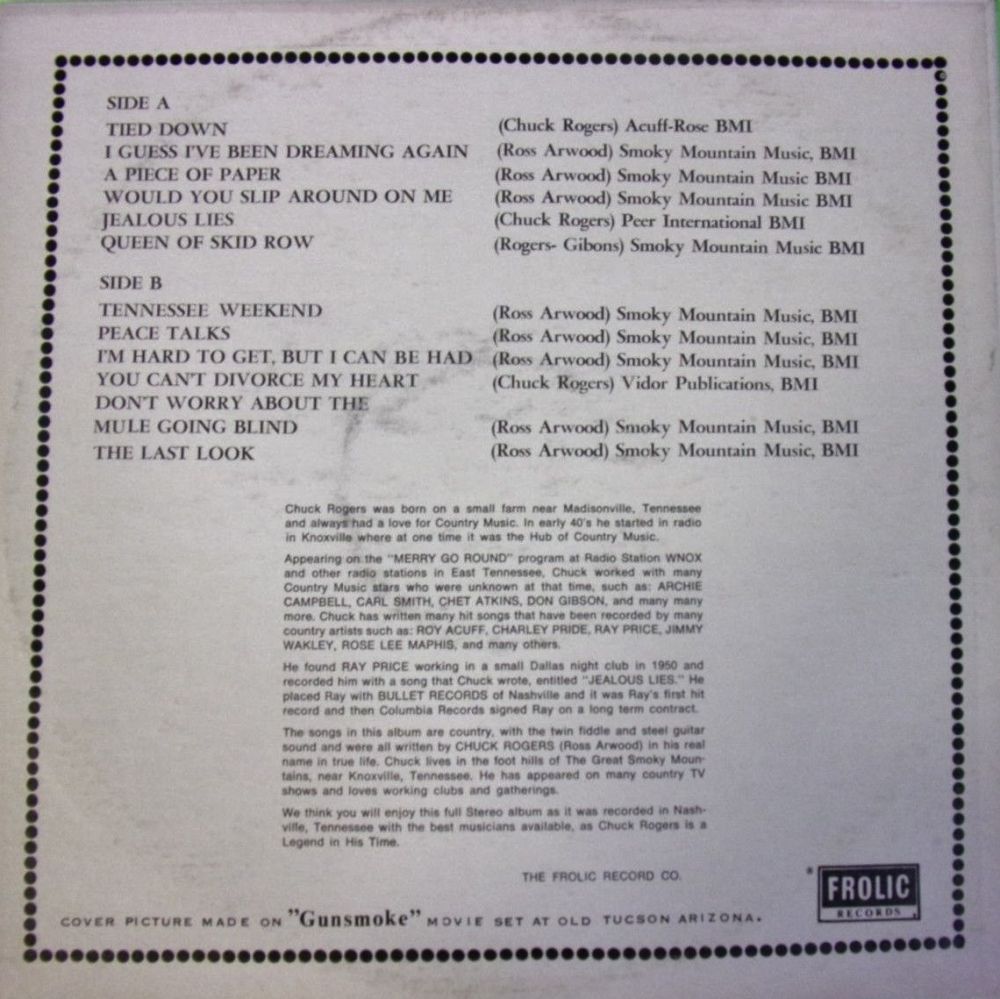 SIDE A
TIED DOWN (Chuck Rogers) Acuff-Rose BMI
I GUESS I'VE BEEN DREAMING AGAIN (Ross Arwood) Smoky Mountain Music, BMI
A PIECE OF PAPER (Ross Arwood) Smoky Mountain Music BMI
WOULD YOU SLIP AROUND ON ME (Ross Arwood) Smoky Mountain Music BMI
JEALOUS LIES (Chuck Rogers) Peer International BMI
QUEEN OF SKID ROW (Rogers- Gibons) Smoky Mountain Music BMI
SIDE B
TENNESSEE WEEKEND (Ross Arwood) Smoky Mountain Music, BMI
PEACE TALKS (Ross Arwood) Smoky Mountain Music, BMI
I'M HARD TO GET, BUT I CAN BE HAD (Ross Arwood) Smoky Mountain Music, BMI
YOU CAN'T DIVORCE MY HEART (Chuck Rogers) Vidor Publications, BMI
DON'T WORRY ABOUT THE
MULE GOING BLIND (Ross Arwood) Smoky Mountain Music, BMI
THE LAST LOOK (Ross Arwood) Smoky Mountain Music, BMI
Chuck Rogers was born on a small farm near Madisonville, Tennessee
and always had a love for Country Music. In early 40's he started in radio
in Knoxville where at one time it was the Hub of Country Music.
Appearing on the "MERRY GO ROUND" program at Radio Station WNOX
and other radio stations in East Tennessee, Chuck worked with many
Country Music stars who were unknown at that time, such as: ARCHIE
CAMPBELL, CARL SMITH, CHET ATKINS, DON GIBSON, and many many
more. Chuck has written many hit songs that have been recorded by many
country artists such as: ROY ACUFF, CHARLEY PRIDE, RAY PRICE, JIMMY
WAKLEY, ROSE LEE MAPHIS, and many others.
He found RAY PRICE working in a small Dallas night club in 1950 and
recorded him with a song that Chuck wrote, entitled "JEALOUS LIES." He
placed Ray with BULLET RECORDS of Nashville and it was Ray's first hit
record and then Columbia Records signed Ray on a long term contract.
The songs in this album are country, with the twin fiddle and steel guitar
sound and were all written by CHUCK ROGERS (Ross Arwood) in his real
name in true life. Chuck lives in the foot hills of The Great Smoky Moun-
tains, near Knoxville, Tennessee. He has appeared on many country TV
shows and loves working clubs and gatherings.
We think you will enjoy this full Stereo album as it was recorded in Nash-
ville, Tennessee with the best musicians available, as Chuck Rogers is a
Legend in His Time.
THE FROLIC RECORD CO.
FROLIC
RECORDS
COVER PICTURE MADE ON "Gunsmoke" MOVIE SET AT OLD TUCSON ARIZONA.